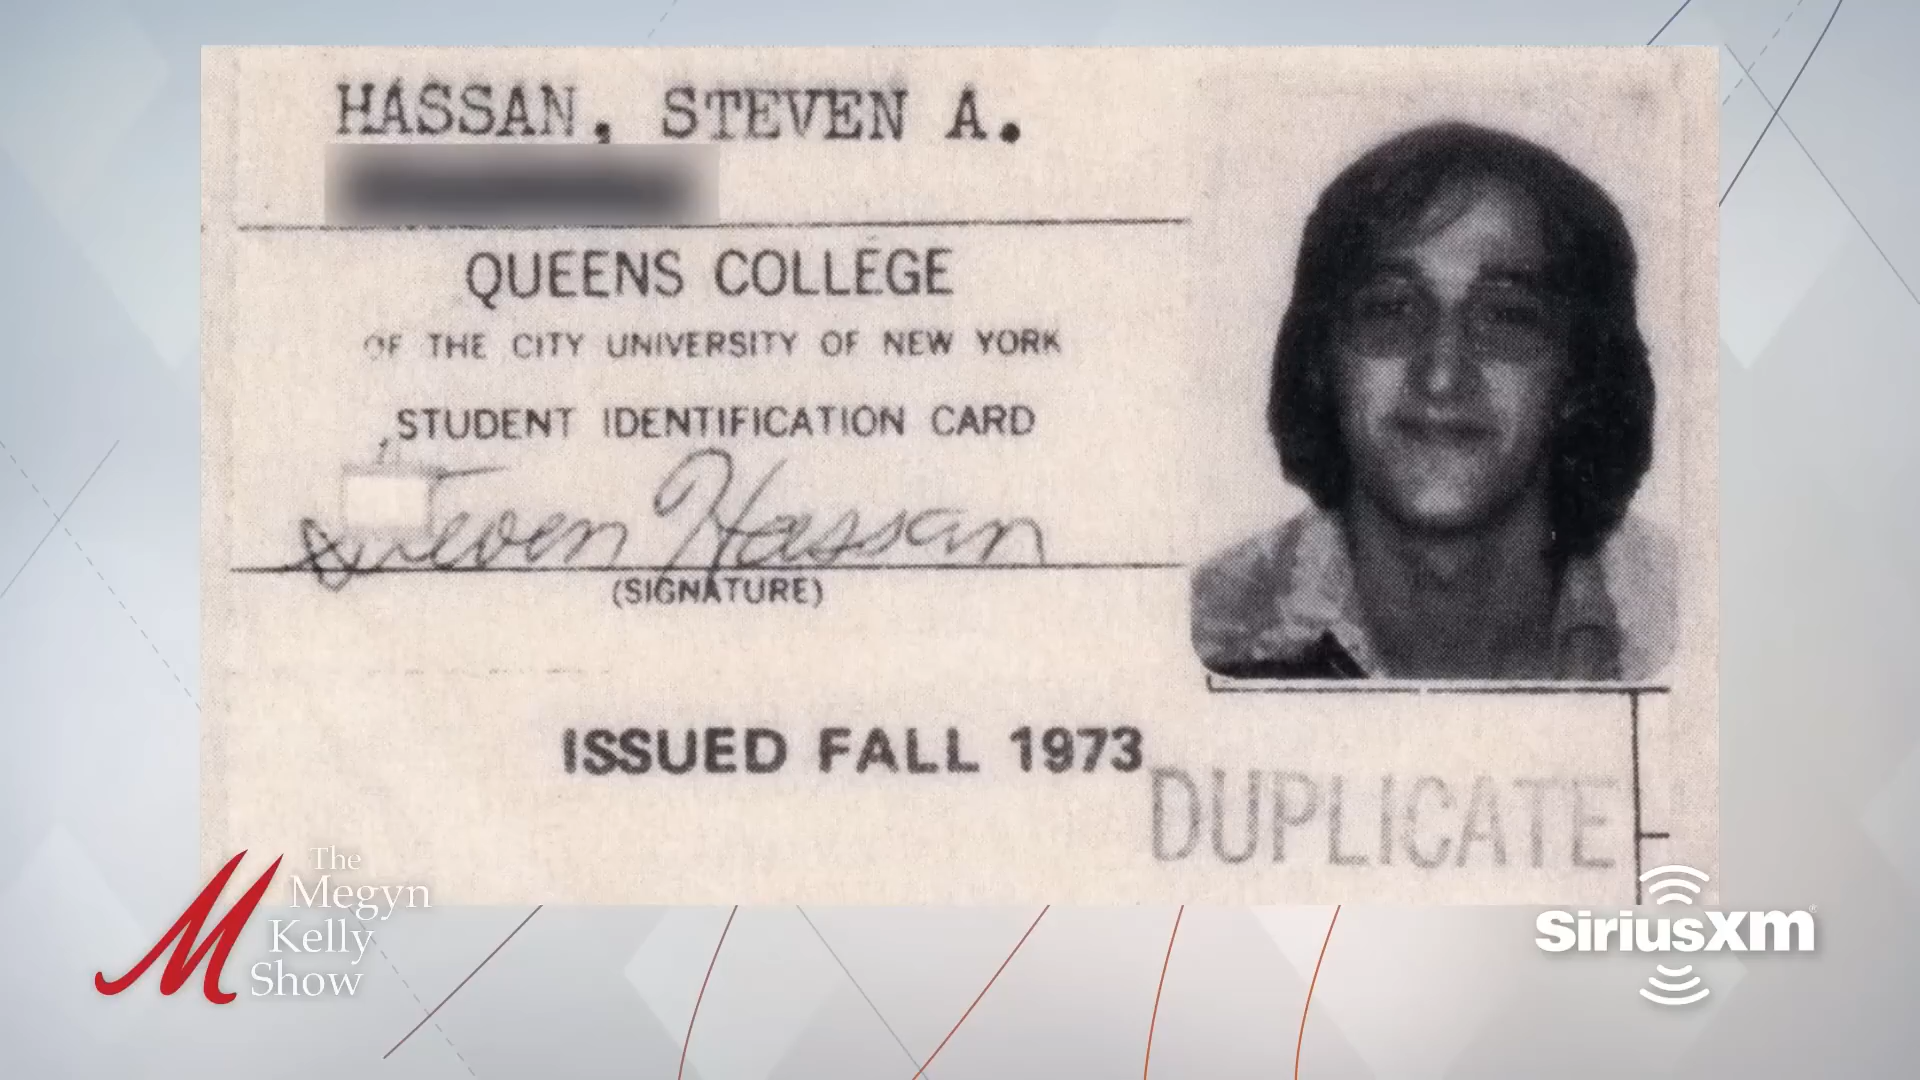 HASSAN, STEVEN A.
QUEENS COLLEGE
OF THE CITY UNIVERSITY OF NEW YORK
STUDENT IDENTIFICATION CARD
Steven Hassan
(SIGNATURE)
ISSUED FALL 1973
DUPLICATE
The
Megyn
Kelly
Show
SiriusXM